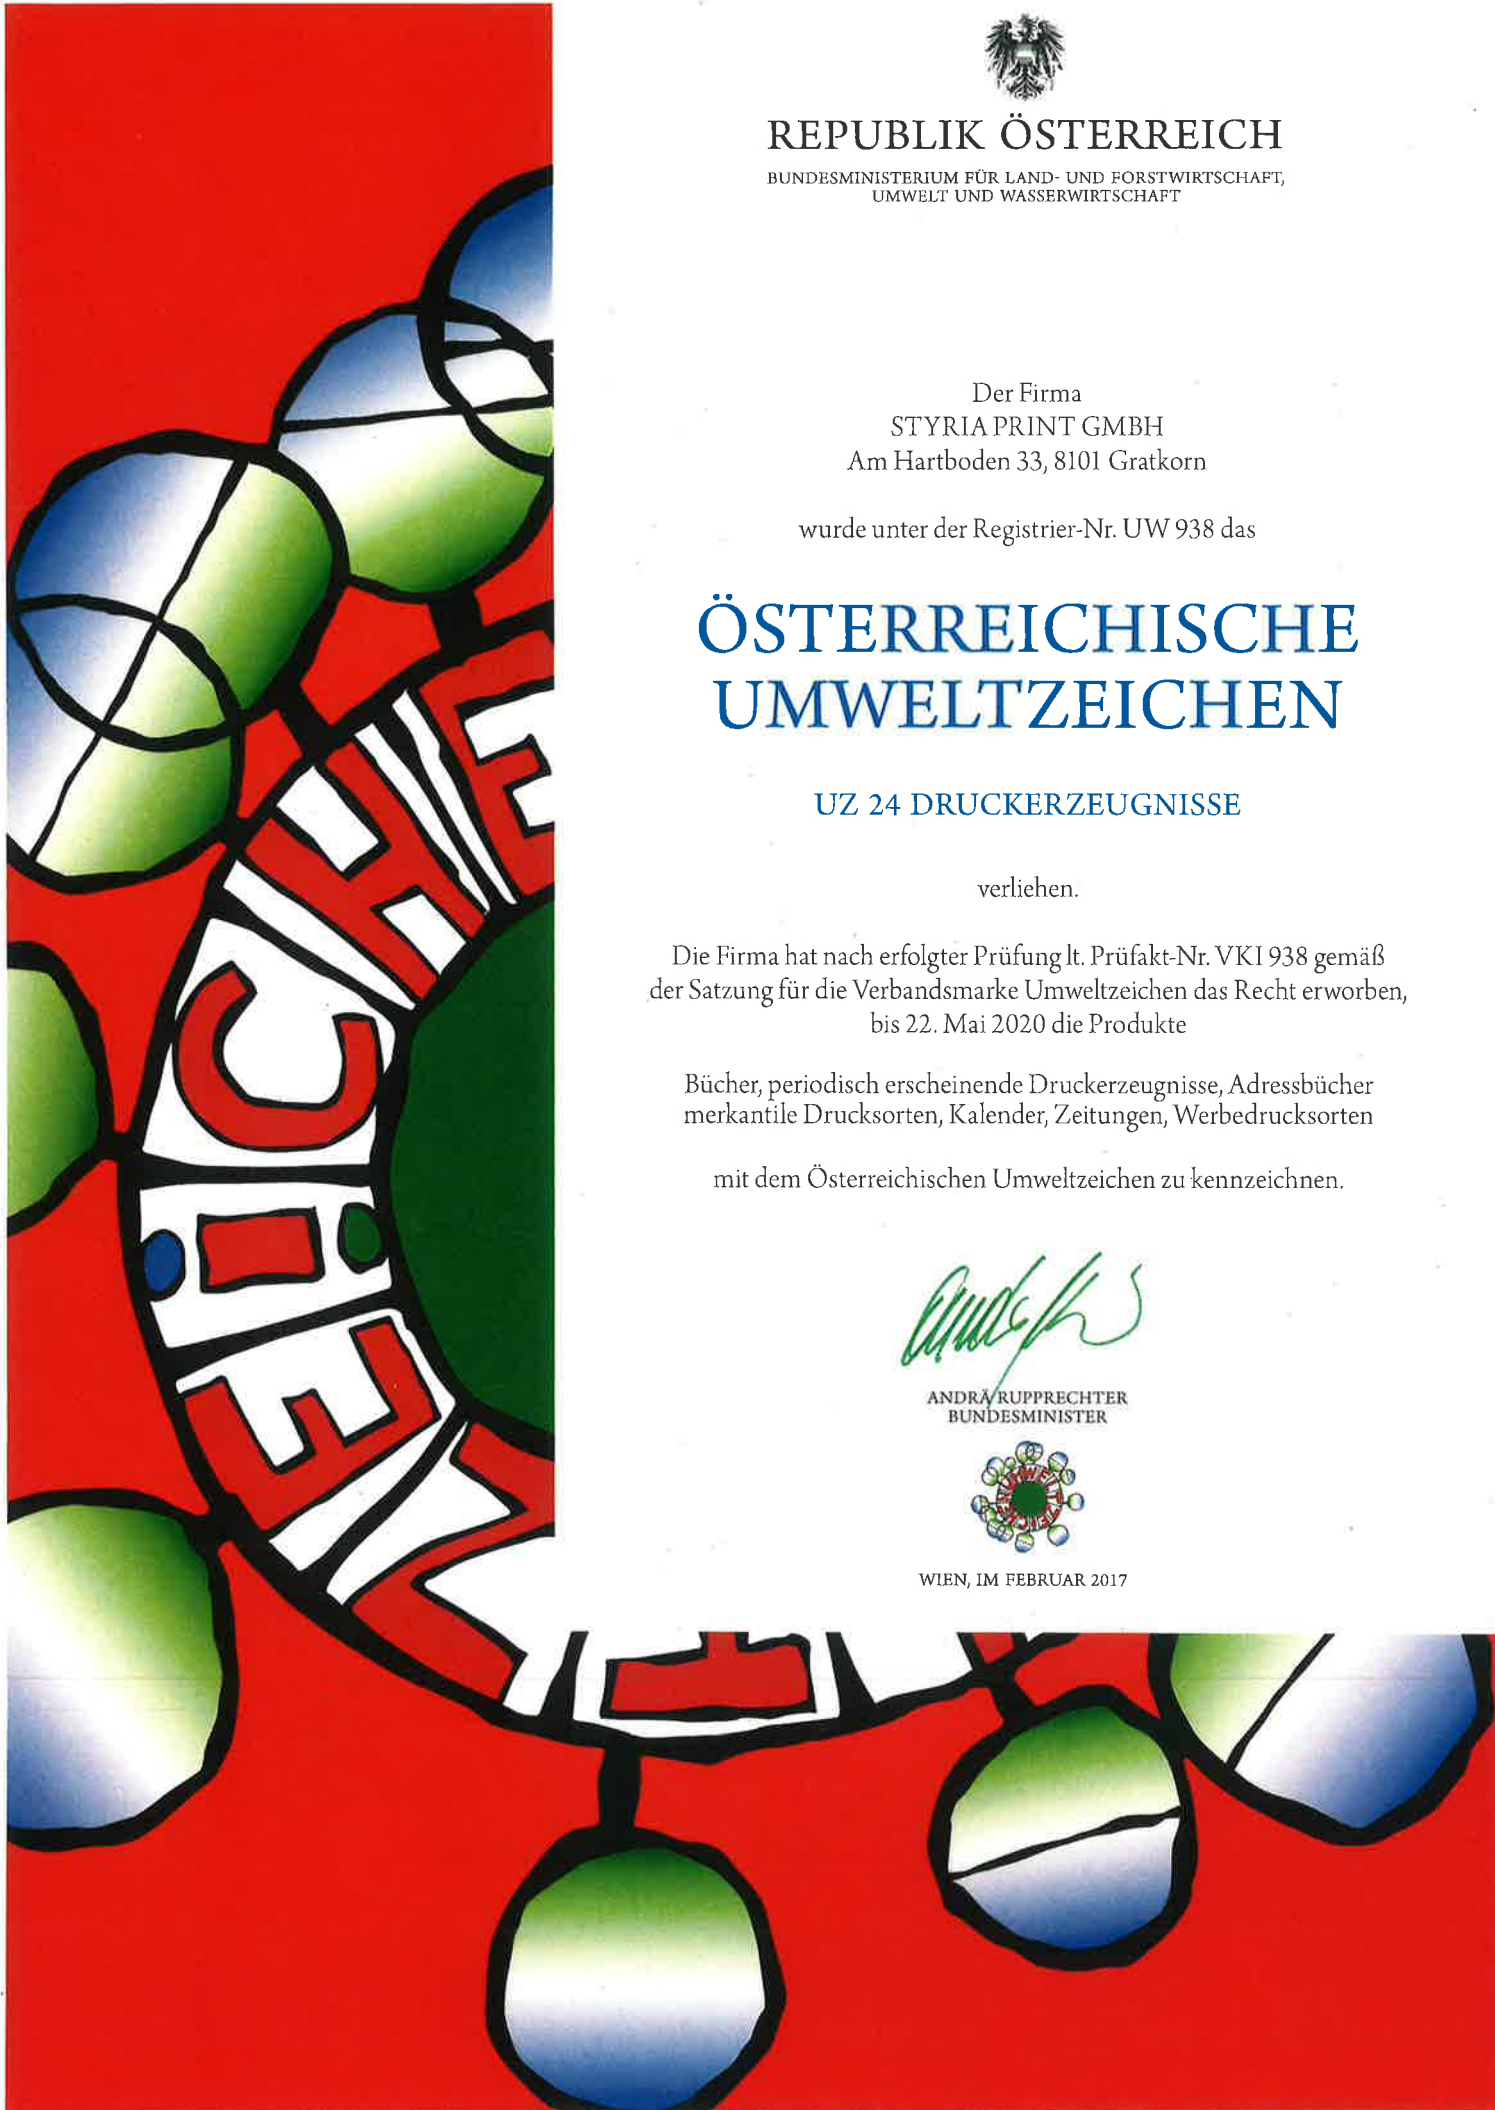 REPUBLIK ÖSTERREICH
BUNDESMINISTERIUM FÜR LAND- UND FORSTWIRTSCHAFT,
UMWELT UND WASSERWIRTSCHAFT
Der Firma
STYRIA PRINT GMBH
Am Hartboden 33, 8101 Gratkorn
wurde unter der Registrier-Nr. UW 938 das
ÖSTERREICHISCHE
UMWELTZEICHEN
UZ 24 DRUCKERZEUGNISSE
verliehen.
Die Firma hat nach erfolgter Prüfung lt. Prüfakt-Nr. VKI 938 gemäß
der Satzung für die Verbandsmarke Umweltzeichen das Recht erworben,
bis 22. Mai 2020 die Produkte
Bücher, periodisch erscheinende Druckerzeugnisse, Adressbücher
merkantile Drucksorten, Kalender, Zeitungen, Werbedrucksorten
mit dem Österreichischen Umweltzeichen zu kennzeichnen.
ANDRÄ RUPPRECHTER
BUNDESMINISTER
UMWELTZEICHEN
WIEN, IM FEBRUAR 2017